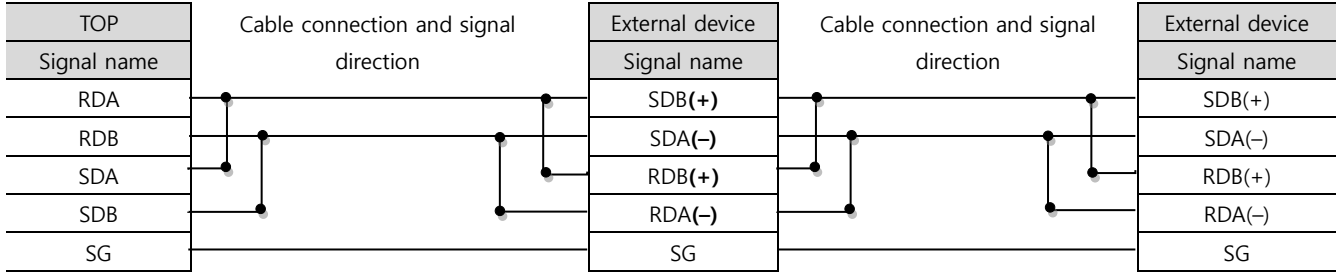 TOP Cable connection and signal External device Cable connection and signal External device
Signal name direction Signal name direction Signal name
RDA SDB(+) SDB(+)
RDB SDA(–) SDA(–)
SDA RDB(+) RDB(+)
SDB RDA(–) RDA(–)
SG SG SG